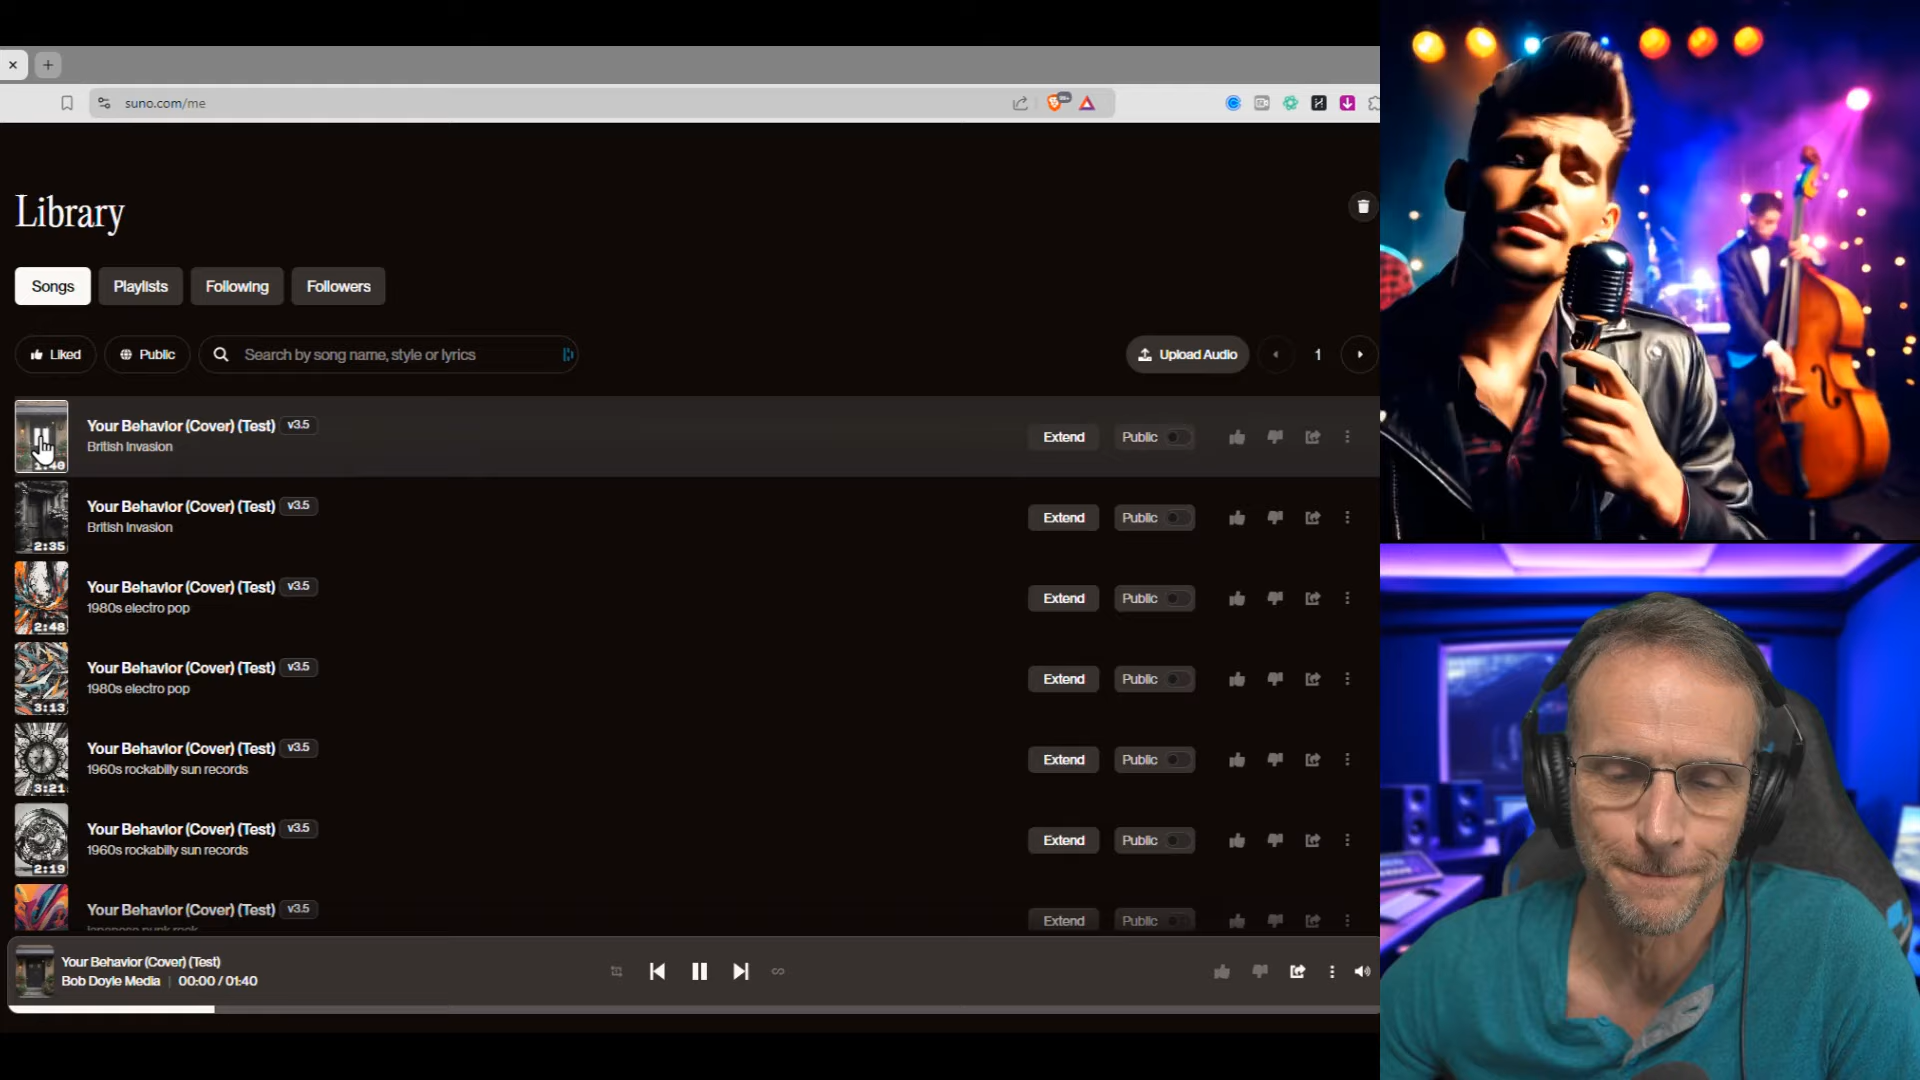 suno.com/me
Library
Songs
Playlists
Following
Followers
Liked
Public
Search by song name, style or lyrics
Upload Audio
1
Your Behavior (Cover) (Test) v3.5
British Invasion
1:40
Extend
Public
Your Behavior (Cover) (Test) v3.5
British Invasion
2:35
Extend
Public
Your Behavior (Cover) (Test) v3.5
1980s electro pop
2:48
Extend
Public
Your Behavior (Cover) (Test) v3.5
1980s electro pop
3:13
Extend
Public
Your Behavior (Cover) (Test) v3.5
1960s rockabilly sun records
3:21
Extend
Public
Your Behavior (Cover) (Test) v3.5
1960s rockabilly sun records
2:19
Extend
Public
Your Behavior (Cover) (Test) v3.5
Japanese punk rock
Extend
Public
Your Behavior (Cover) (Test)
Bob Doyle Media | 00:00 / 01:40